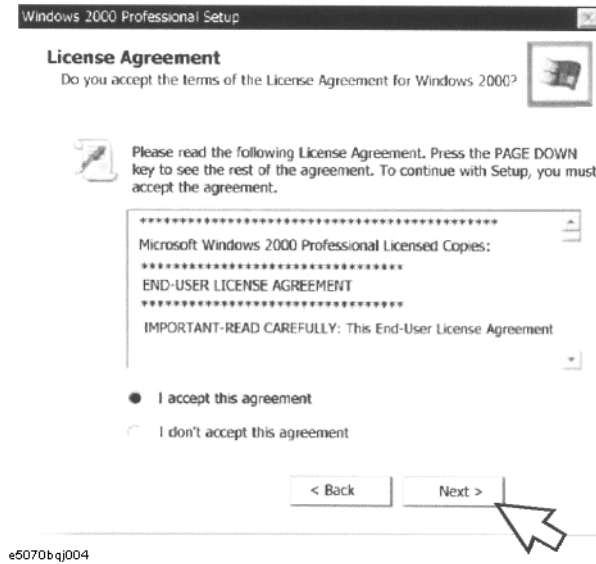 Windows 2000 Professional Setup
License Agreement
Do you accept the terms of the License Agreement for Windows 2000?
Please read the following License Agreement. Press the PAGE DOWN
key to see the rest of the agreement. To continue with Setup, you must
accept the agreement.
*********************************************
Microsoft Windows 2000 Professional Licensed Copies:
*********************************
END-USER LICENSE AGREEMENT
*********************************
IMPORTANT-READ CAREFULLY: This End-User License Agreement
I accept this agreement
I don't accept this agreement
< Back
Next >
e5070bqj004